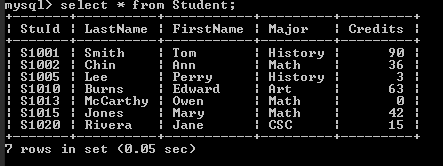 mysql> select * from Student;
+-------+----------+-----------+---------+---------+
| StuId | LastName | FirstName | Major   | Credits |
+-------+----------+-----------+---------+---------+
| S1001 | Smith    | Tom       | History |      90 |
| S1002 | Chin     | Ann       | Math    |      36 |
| S1005 | Lee      | Perry     | History |       3 |
| S1010 | Burns    | Edward    | Art     |      63 |
| S1013 | McCarthy | Owen      | Math    |       0 |
| S1015 | Jones    | Mary      | Math    |      42 |
| S1020 | Rivera   | Jane      | CSC     |      15 |
+-------+----------+-----------+---------+---------+
7 rows in set (0.05 sec)